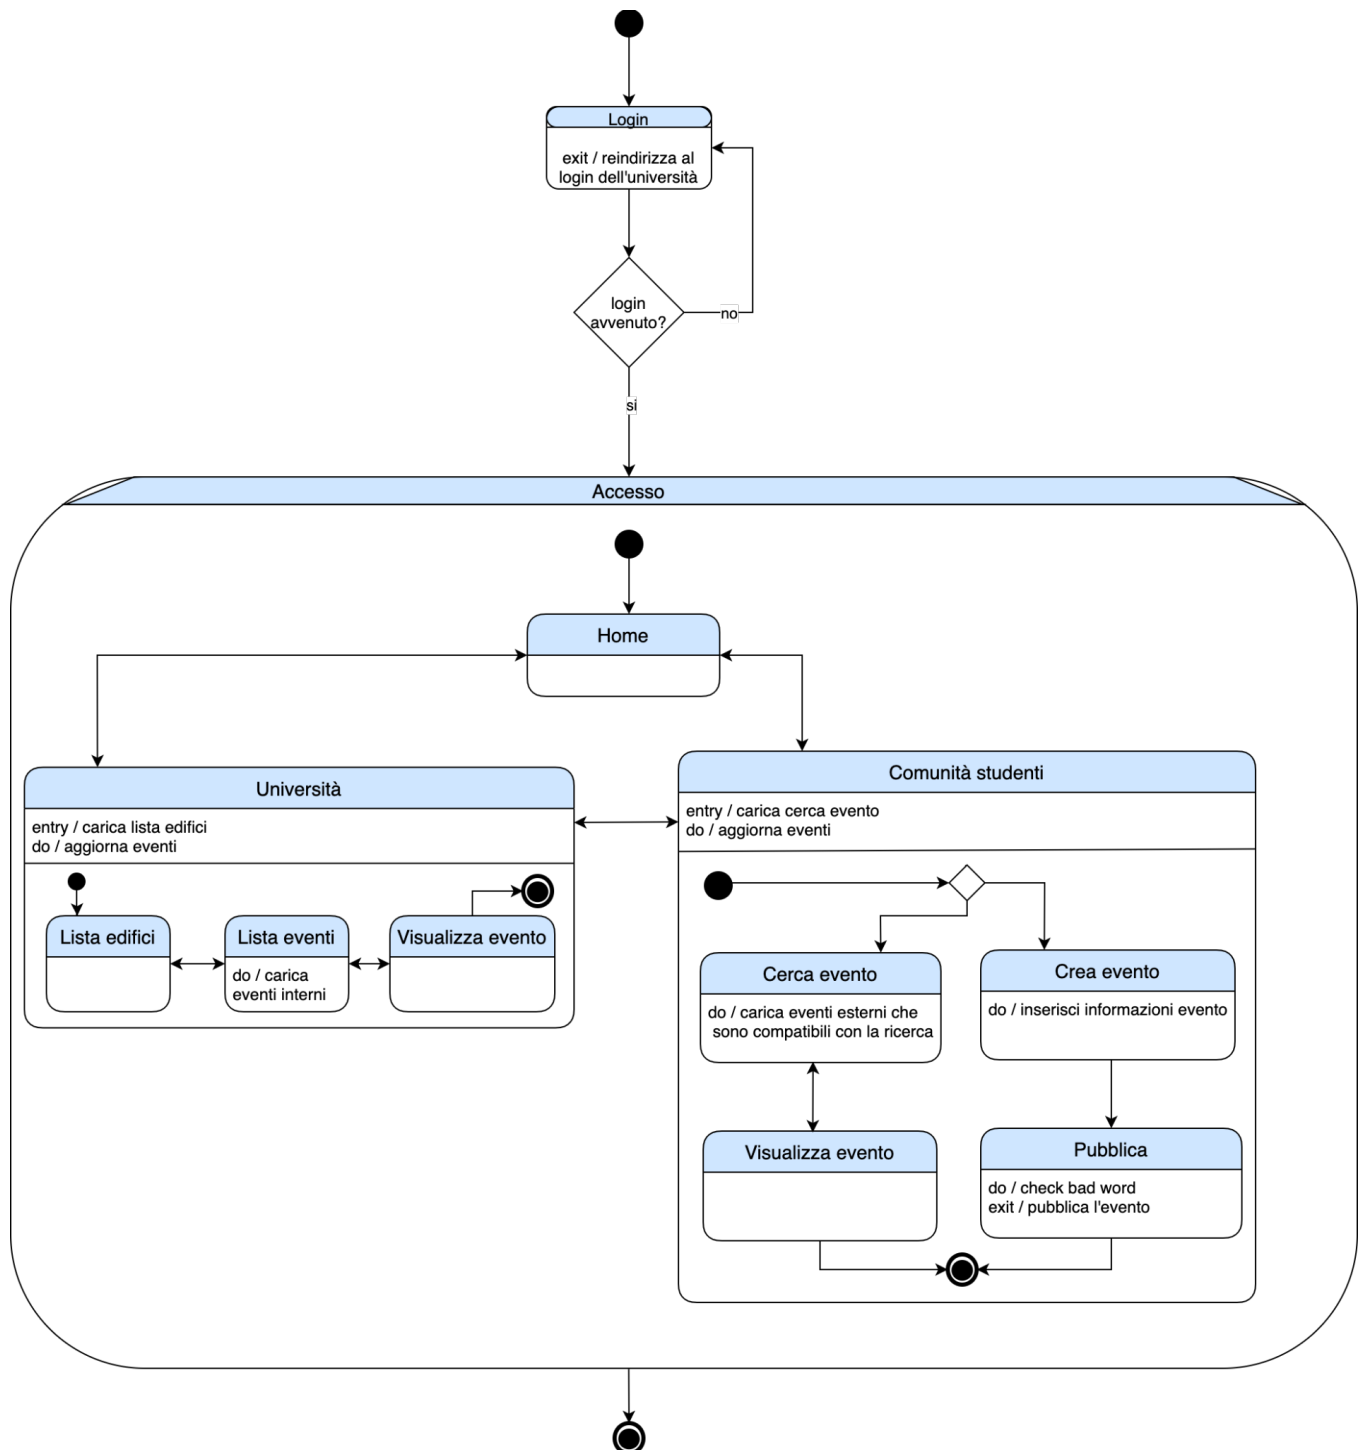 Login
exit / reindirizza al
login dell'università
login
avvenuto?
no
si
Accesso
Home
Università
entry / carica lista edifici
do / aggiorna eventi
Lista edifici
Lista eventi
do / carica
eventi interni
Visualizza evento
Comunità studenti
entry / carica cerca evento
do / aggiorna eventi
Cerca evento
do / carica eventi esterni che
sono compatibili con la ricerca
Crea evento
do / inserisci informazioni evento
Visualizza evento
Pubblica
do / check bad word
exit / pubblica l'evento